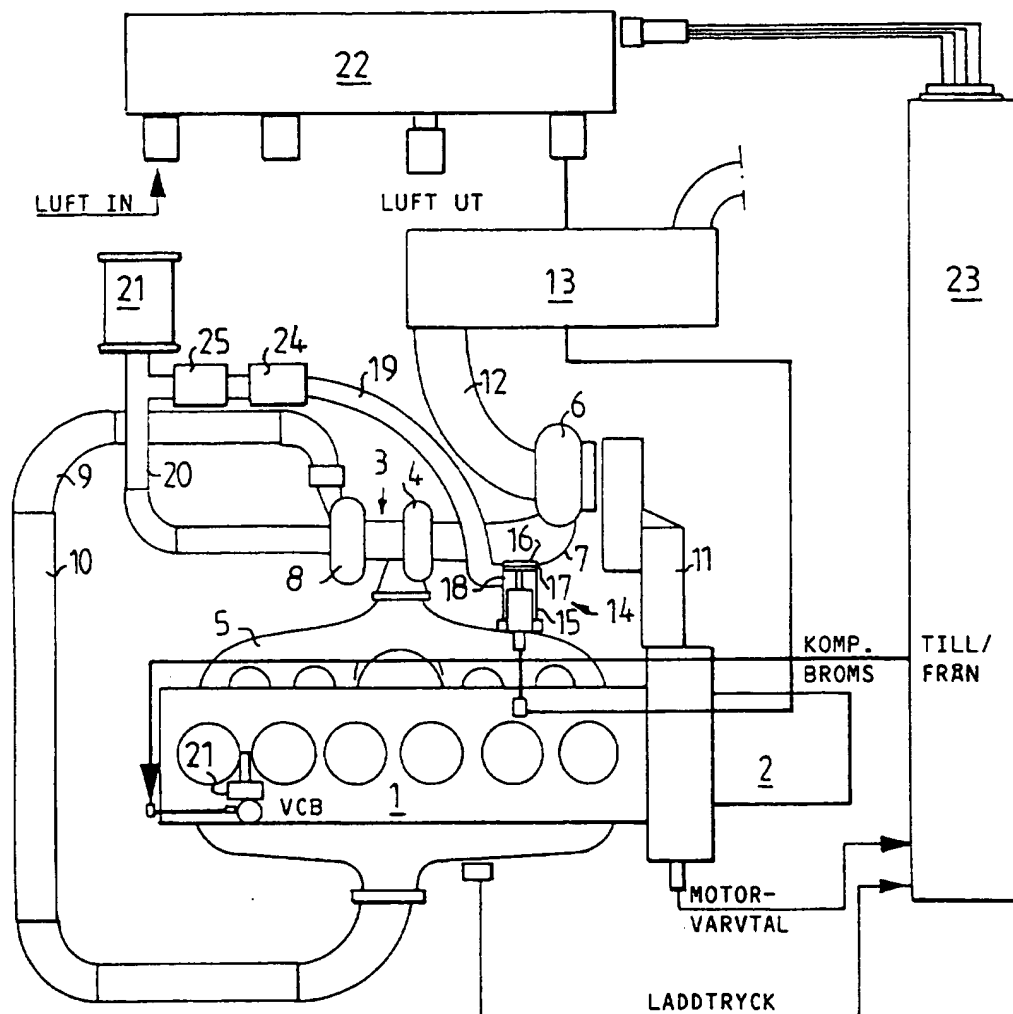 22
LUFT IN
LUFT UT
21
13
23
25
24
19
12
6
9
20
3
4
10
8
16
7
11
18
17
14
15
5
KOMP.
BROMS
TILL/
FRÅN
21
VCB
1
2
MOTOR-
VARVTAL
LADDTRYCK